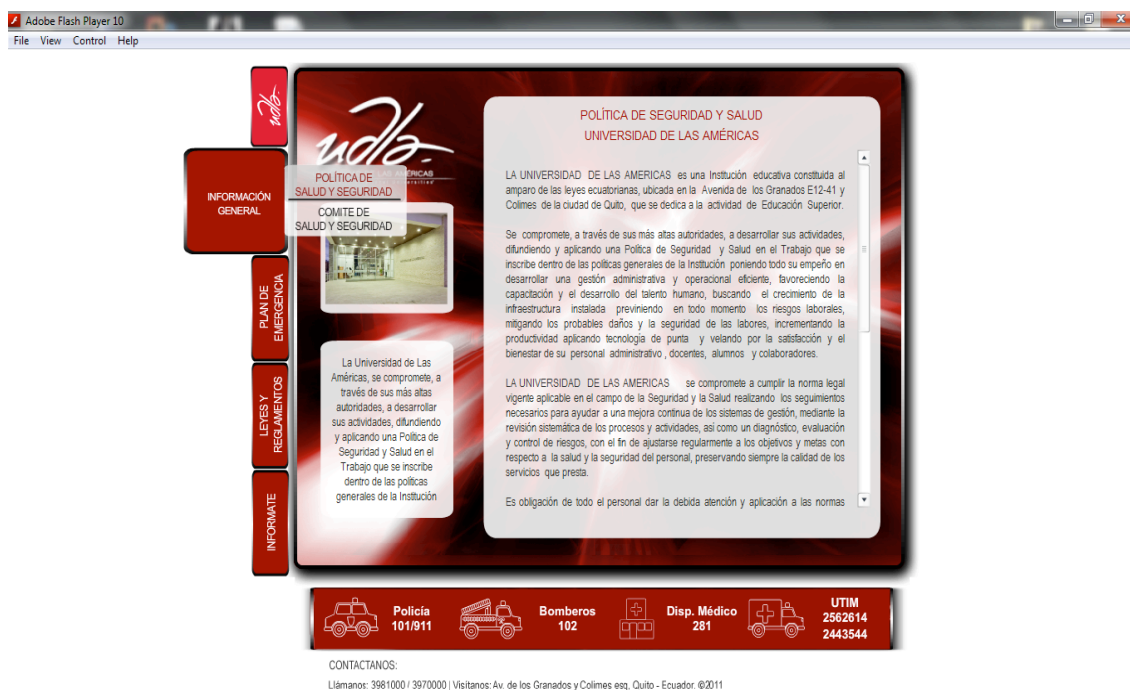 Adobe Flash Player 10
File View Control Help
udla-
udla-
AS AMÉRICAS
INFORMACIÓN
GENERAL
POLÍTICA DE
SALUD Y SEGURIDAD
COMITE DE
SALUD Y SEGURIDAD
PLAN DE
EMERGENCIA
LEYES Y
REGLAMENTOS
INFORMATE
La Universidad de Las
Américas, se compromete, a
través de sus más altas
autoridades, a desarrollar
sus actividades, difundiendo
y aplicando una Política de
Seguridad y Salud en el
Trabajo que se inscribe
dentro de las políticas
generales de la Institución
POLÍTICA DE SEGURIDAD Y SALUD
UNIVERSIDAD DE LAS AMÉRICAS
LA UNIVERSIDAD DE LAS AMERICAS es una Institución educativa constituida al
amparo de las leyes ecuatorianas, ubicada en la Avenida de los Granados E12-41 y
Colimes de la ciudad de Quito, que se dedica a la actividad de Educación Superior.
Se compromete, a través de sus más altas autoridades, a desarrollar sus actividades,
difundiendo y aplicando una Política de Seguridad y Salud en el Trabajo que se
inscribe dentro de las políticas generales de la Institución poniendo todo su empeño en
desarrollar una gestión administrativa y operacional eficiente, favoreciendo la
capacitación y el desarrollo del talento humano, buscando el crecimiento de la
infraestructura instalada previniendo en todo momento los riesgos laborales,
mitigando los probables daños y la seguridad de las labores, incrementando la
productividad aplicando tecnología de punta y velando por la satisfacción y el
bienestar de su personal administrativo , docentes, alumnos y colaboradores.
LA UNIVERSIDAD DE LAS AMERICAS se compromete a cumplir la norma legal
vigente aplicable en el campo de la Seguridad y la Salud realizando los seguimientos
necesarios para ayudar a una mejora continua de los sistemas de gestión, mediante la
revisión sistemática de los procesos y actividades, así como un diagnóstico, evaluación
y control de riesgos, con el fin de ajustarse regularmente a los objetivos y metas con
respecto a la salud y la seguridad del personal, preservando siempre la calidad de los
servicios que presta.
Es obligación de todo el personal dar la debida atención y aplicación a las normas
Policía
101/911
Bomberos
102
Disp. Médico
281
UTIM
2562614
2443544
CONTACTANOS:
Llámanos: 3981000 / 3970000 | Visítanos: Av. de los Granados y Colimes esq, Quito - Ecuador. ©2011